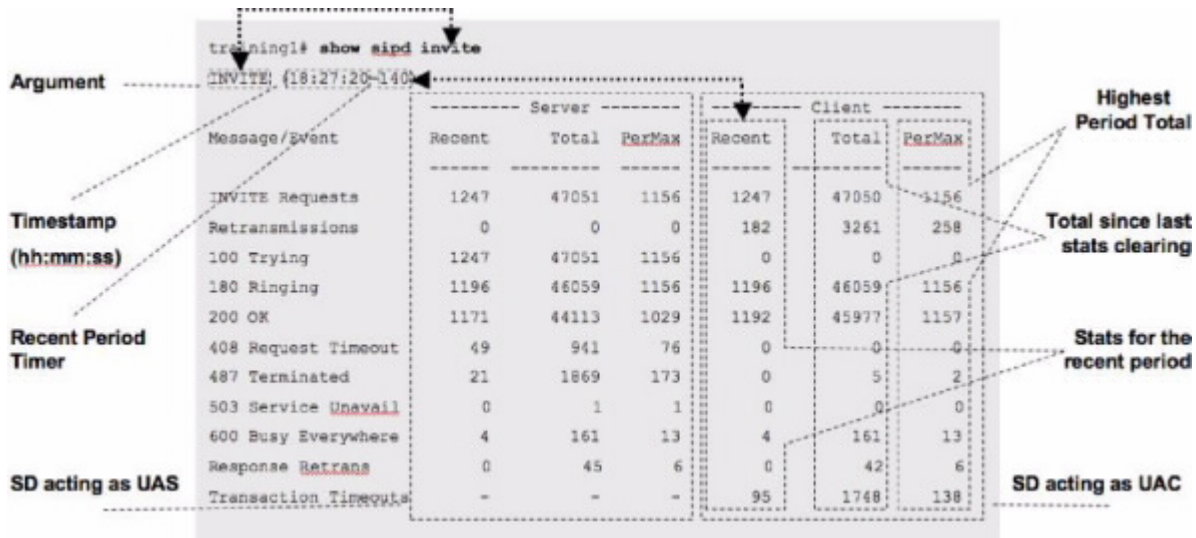 training1# show sipd invite
Argument
INVITE (18:27:20-140)
-------- Server -------- -------- Client --------
Highest
Period Total
Message/Event Recent Total PerMax Recent Total PerMax
------ --------- ------ ------ --------- ------
INVITE Requests 1247 47051 1156 1247 47050 1156
Timestamp
(hh:mm:ss)
Retransmissions 0 0 0 182 3261 258
Total since last
stats clearing
100 Trying 1247 47051 1156 0 0 0
180 Ringing 1196 46059 1156 1196 46059 1156
200 OK 1171 44113 1029 1192 45977 1157
Recent Period
Timer
Stats for the
recent period
408 Request Timeout 49 941 76 0 0 0
487 Terminated 21 1869 173 0 5 2
503 Service Unavail 0 1 1 0 0 0
600 Busy Everywhere 4 161 13 4 161 13
Response Retrans 0 45 6 0 42 6
SD acting as UAS
SD acting as UAC
Transaction Timeouts - - - 95 1748 138